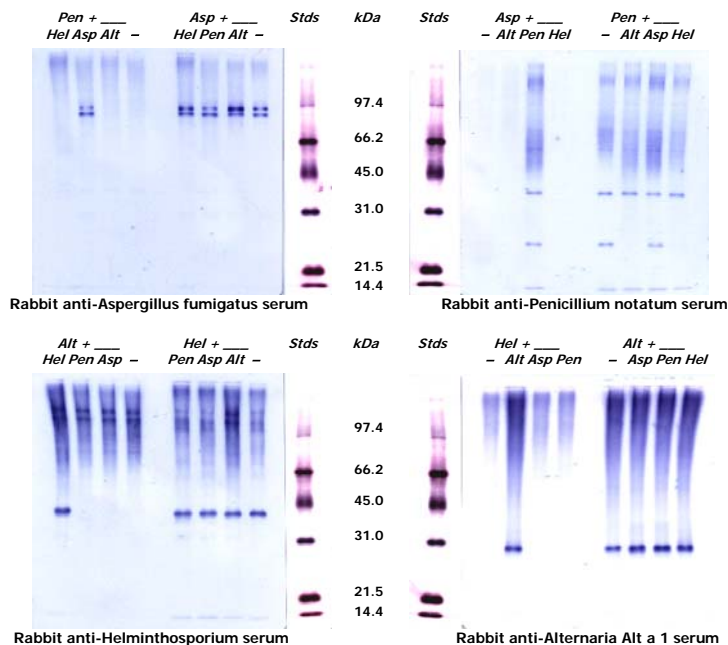 Pen + ___ Asp + ___ Stds kDa Stds Asp + ___ Pen + ___
Hel Asp Alt – Hel Pen Alt – – Alt Pen Hel – Alt Asp Hel
97.4
66.2
45.0
31.0
21.5
14.4
Rabbit anti-Aspergillus fumigatus serum Rabbit anti-Penicillium notatum serum
Alt + ___ Hel + ___ Stds kDa Stds Hel + ___ Alt + ___
Hel Pen Asp – Pen Asp Alt – – Alt Asp Pen – Asp Pen Hel
97.4
66.2
45.0
31.0
21.5
14.4
Rabbit anti-Helminthosporium serum Rabbit anti-Alternaria Alt a 1 serum